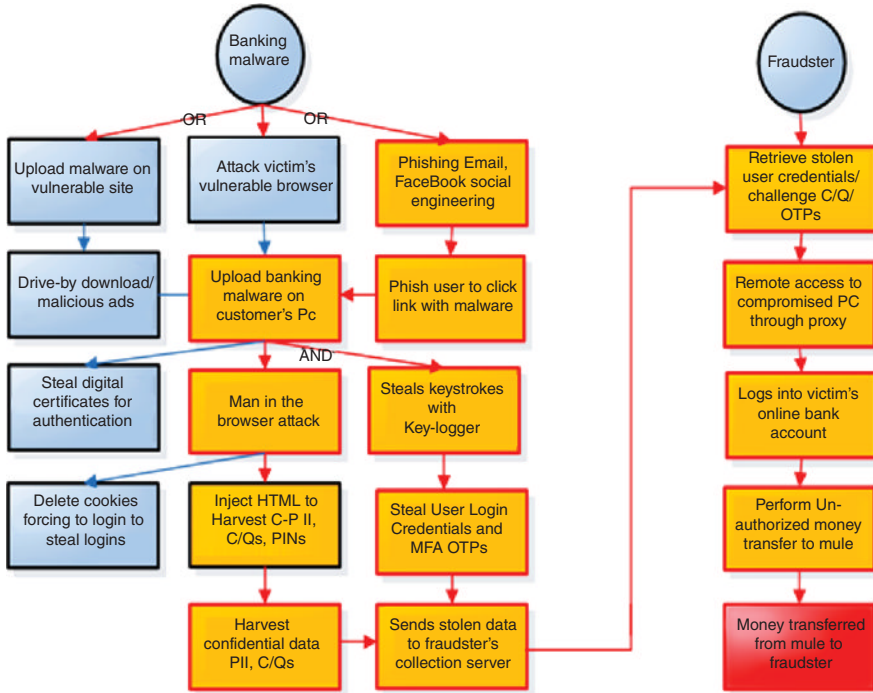 Banking
malware
Fraudster
OR
OR
Upload malware on
vulnerable site
Attack victim's
vulnerable browser
Phishing Email,
FaceBook social
engineering
Retrieve stolen
user credentials/
challenge C/Q/
OTPs
Drive-by download/
malicious ads
Upload banking
malware on
customer's Pc
Phish user to click
link with malware
Remote access to
compromised PC
through proxy
AND
Steal digital
certificates for
authentication
Man in the
browser attack
Steals keystrokes
with
Key-logger
Logs into victim's
online bank
account
Delete cookies
forcing to login to
steal logins
Inject HTML to
Harvest C-P II,
C/Qs, PINs
Steal User Login
Credentials and
MFA OTPs
Perform Un-
authorized money
transfer to mule
Harvest
confidential data
PII, C/Qs
Sends stolen data
to fraudster's
collection server
Money transferred
from mule to
fraudster